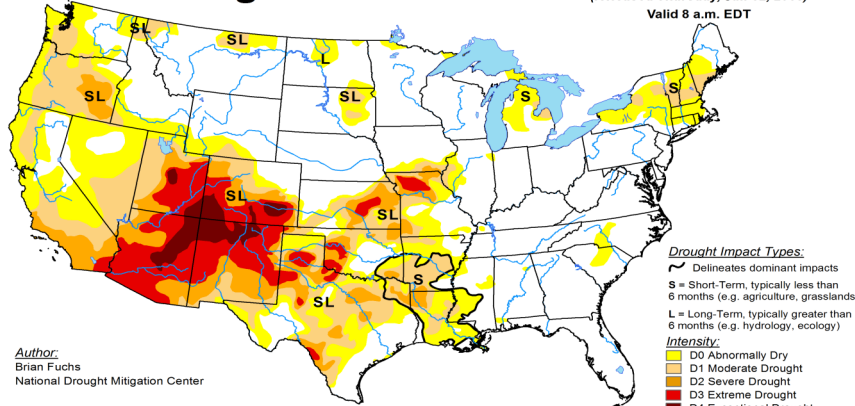 Valid 8 a.m. EDT
SL
SL
L
SL
SL
S
S
SL
SL
S
SL
Drought Impact Types:
Delineates dominant impacts
S = Short-Term, typically less than
6 months (e.g. agriculture, grasslands
L = Long-Term, typically greater than
6 months (e.g. hydrology, ecology)
Intensity:
D0 Abnormally Dry
D1 Moderate Drought
D2 Severe Drought
D3 Extreme Drought
Author:
Brian Fuchs
National Drought Mitigation Center